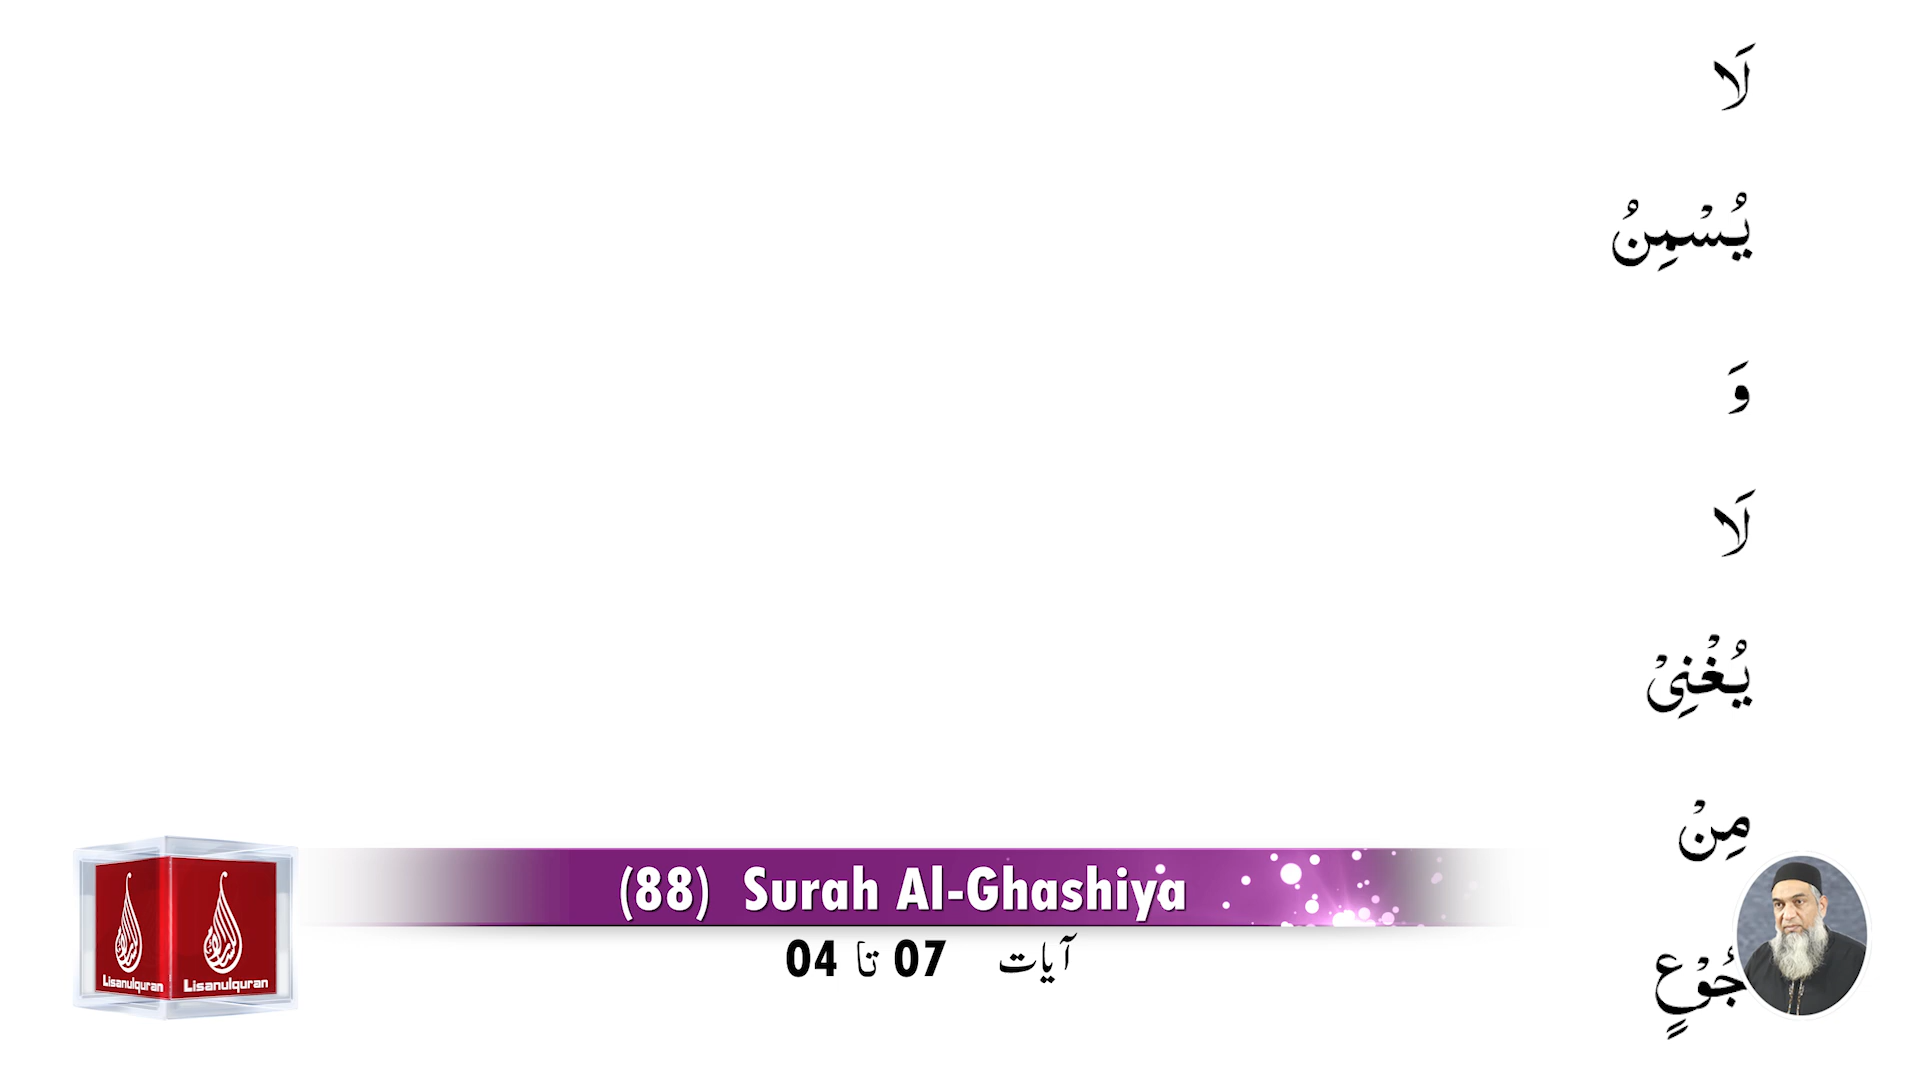 لَا
يُسْمِنُ
وَ
لَا
يُغْنِیْ
مِنْ
جُوْعٍ
(88) Surah Al-Ghashiya
آیات 04 تا 07
Lisanulquran
Lisanulquran